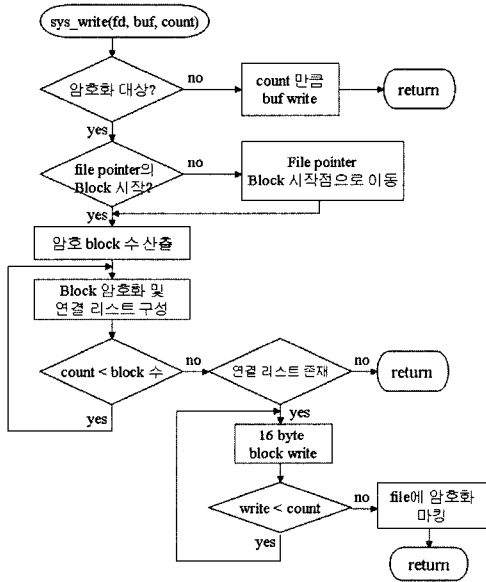 sys_write(fd, buf, count)
암호화 대상?
no
count 만큼
buf write
return
yes
file pointer의
Block 시작?
no
File pointer
Block 시작점으로 이동
yes
암호 block 수 산출
Block 암호화 및
연결 리스트 구성
count < block 수
no
연결 리스트 존재
no
return
yes
yes
16 byte
block write
write < count
no
file에 암호화
마킹
yes
return